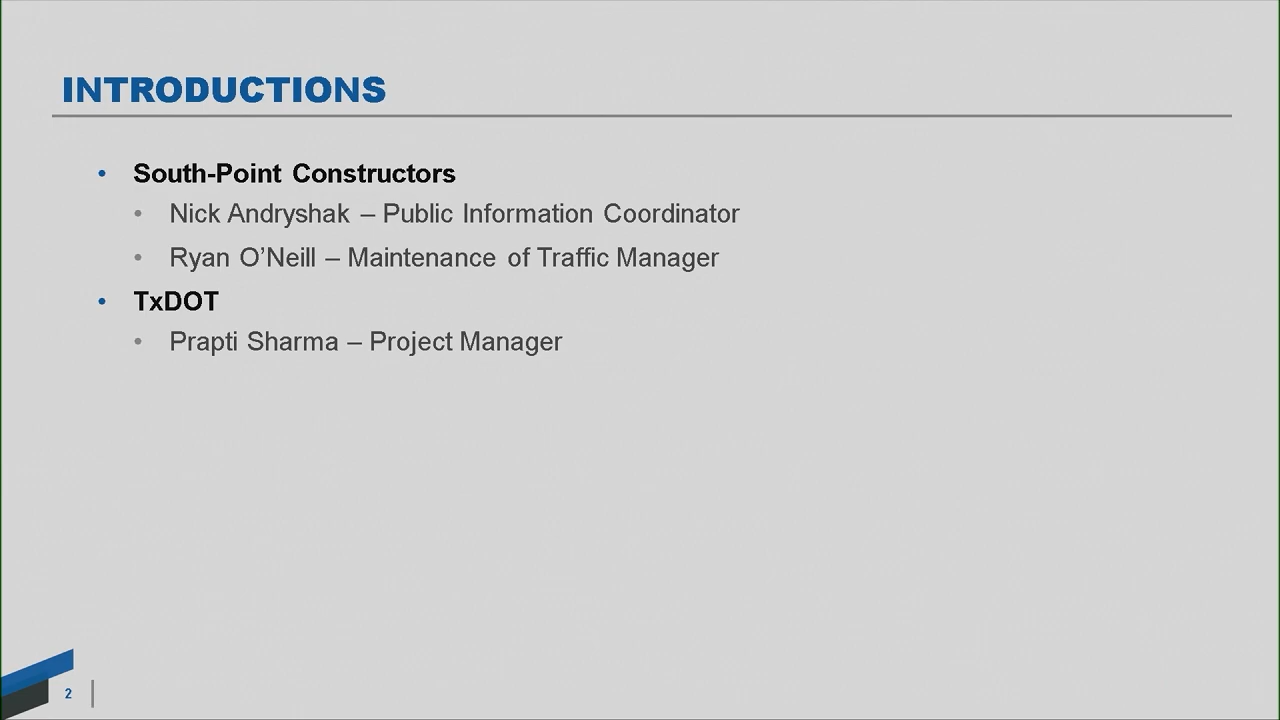 INTRODUCTIONS
• South-Point Constructors
• Nick Andryshak – Public Information Coordinator
• Ryan O’Neill – Maintenance of Traffic Manager
• TxDOT
• Prapti Sharma – Project Manager
2